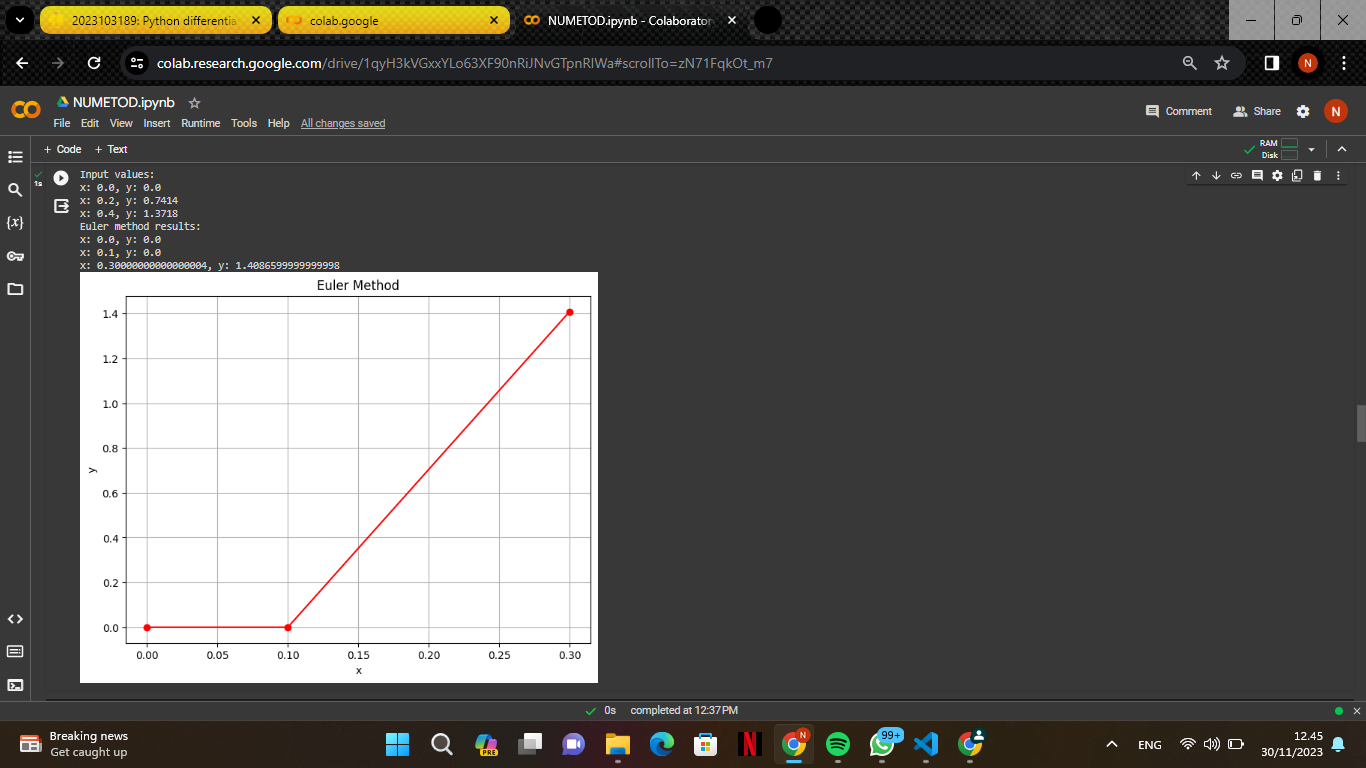 2023103189: Python differentia
colab.google
NUMETOD.ipynb - Colaborator
colab.research.google.com/drive/1qyH3kVGxxYLo63XF90nRiJNvGTpnRlWa#scrollTo=zN71FqkOt_m7
N
NUMETOD.ipynb
File Edit View Insert Runtime Tools Help All changes saved
Comment Share N
+ Code + Text
RAM
Disk
1s
{x}
Input values:
x: 0.0, y: 0.0
x: 0.2, y: 0.7414
x: 0.4, y: 1.3718
Euler method results:
x: 0.0, y: 0.0
x: 0.1, y: 0.0
x: 0.30000000000000004, y: 1.4086599999999998
Euler Method
1.4
1.2
1.0
0.8
0.6
0.4
0.2
0.0
y
0.00 0.05 0.10 0.15 0.20 0.25 0.30
x
0s completed at 12:37 PM
Breaking news
Get caught up
PRE
N
N
99+
ENG
12.45
30/11/2023